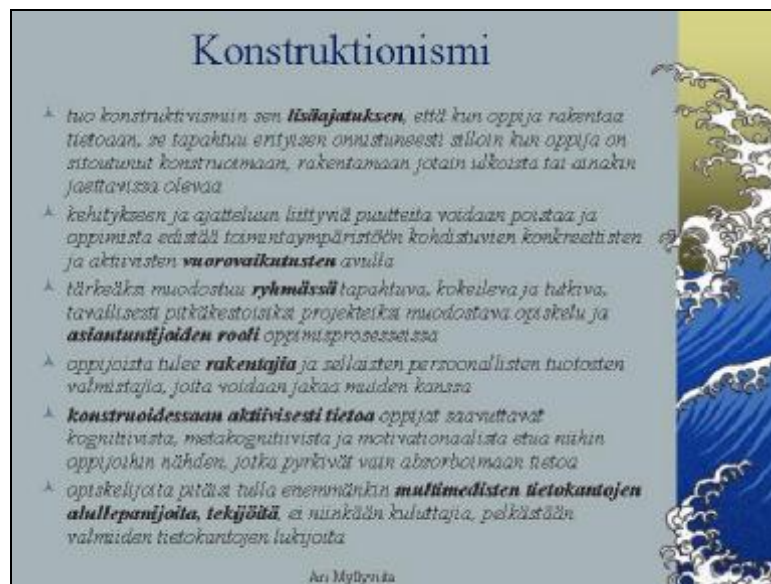 Konstruktionismi
tuo konstruktivismiin sen lisäajatuksen, että kun oppija rakentaa
tietoaan, se tapahtuu erityisen onnistuneesti silloin kun oppija on
sitoutunut konstruoimaan, rakentamaan jotain ulkoista tai ainakin
jaettavissa olevaa
kehitykseen ja ajatteluun liittyviä puutteita voidaan poistaa ja
oppimista edistää toimintaympäristöön kohdistuvien konkreettisten
ja aktiivisten vuorovaikutusten avulla
tärkeäksi muodostuu ryhmässä tapahtuva, kokeileva ja tutkiva,
tavallisesti pitkäkestoisiksi projekteiksi muodostava opiskelu ja
asiantuntijoiden rooli oppimisprosesseissa
oppijoista tulee rakentajia ja sellaisten persoonallisten tuotosten
valmistajia, joita voidaan jakaa muiden kanssa
konstruoidessaan aktiivisesti tietoa oppijat saavuttavat
kognitiivista, metakognitiivista ja motivationaalista etua niihin
oppijoihin nähden, jotka pyrkivät vain absorboimaan tietoa
opiskelijoita pitäisi tulla enemmänkin multimedisten tietokantojen
alullepanijoita, tekijöitä, ei niinkään kuluttajia, pelkästään
valmiiden tietokantojen lukijoita
Ari Myllyviita